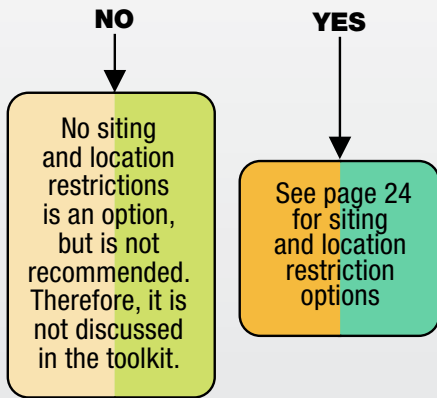 NO
No siting
and location
restrictions
is an option,
but is not
recommended.
Therefore, it is
not discussed
in the toolkit.
YES
See page 24
for siting
and location
restriction
options